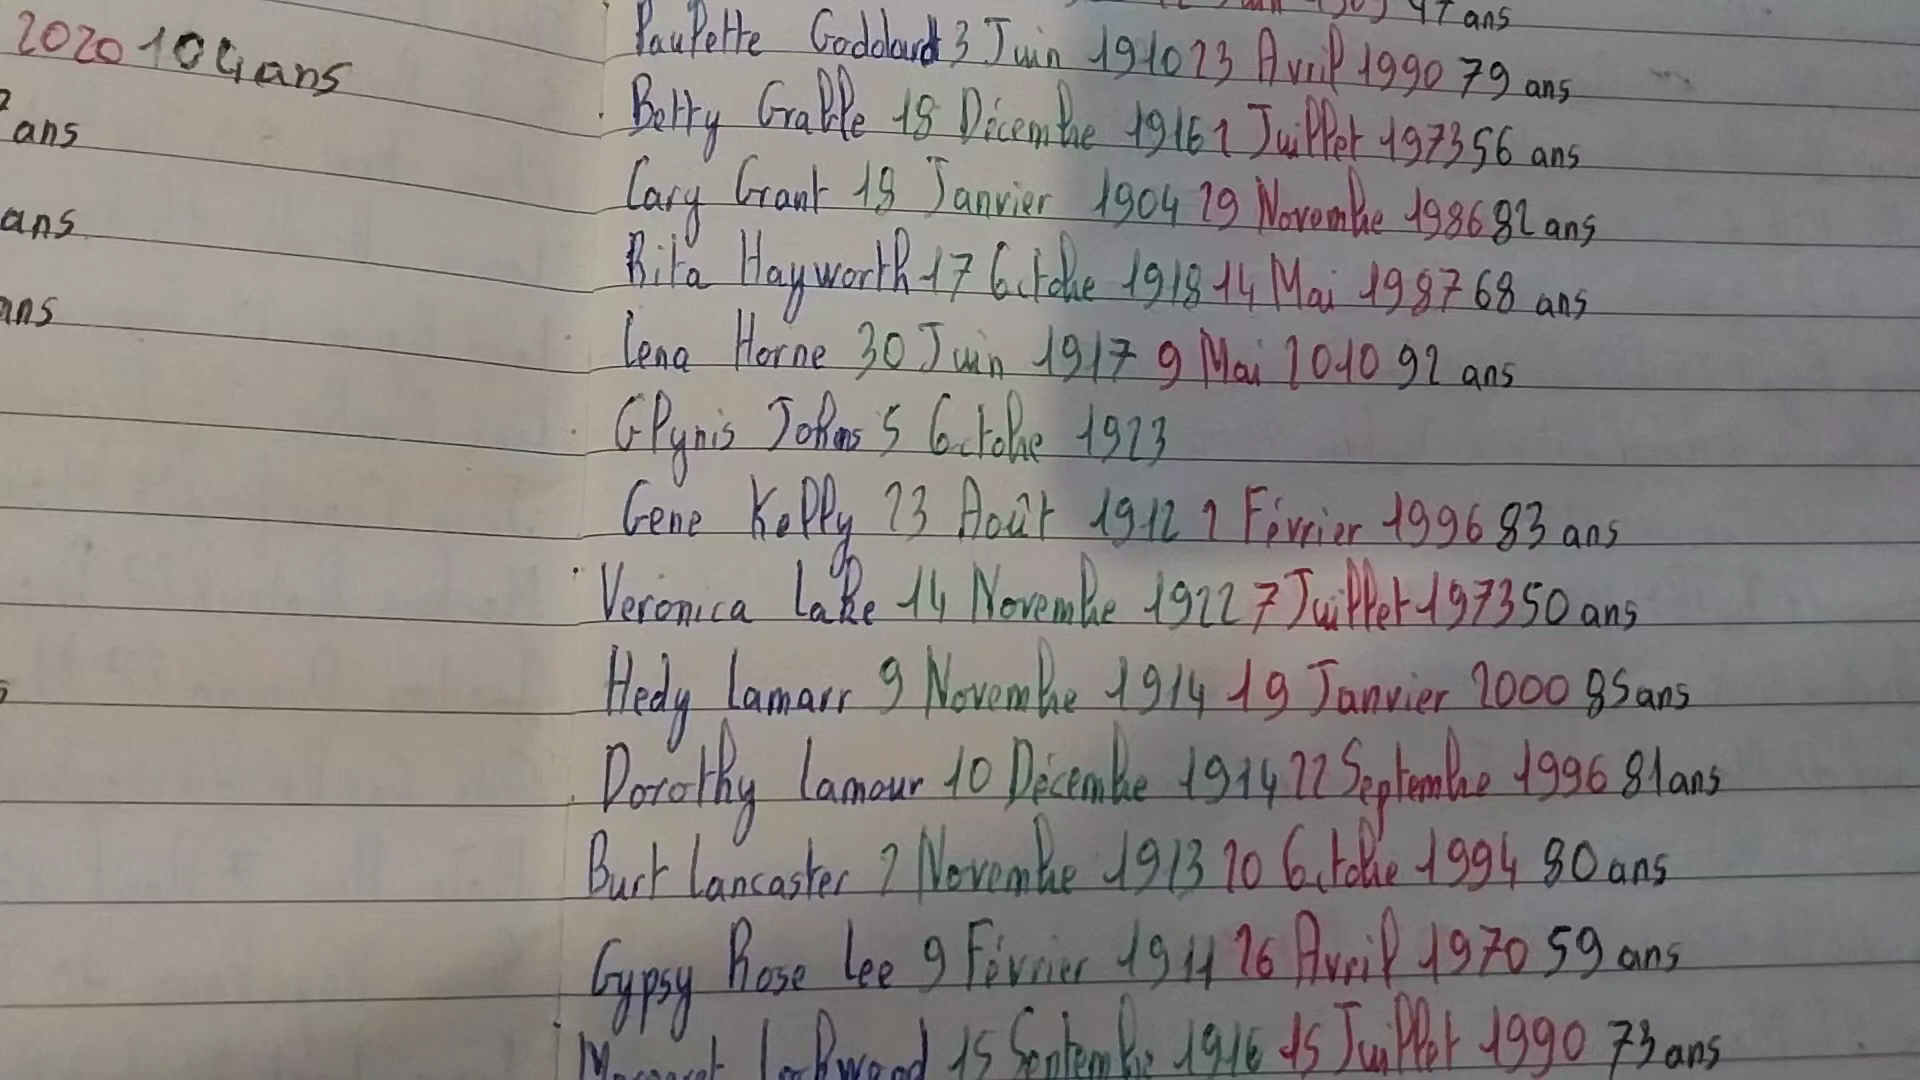 2020 104 ans
ans
ans
ans
47 ans
Paulette Goddard 3 Juin 1910 23 Avril 1990 79 ans
Betty Grable 18 Décembre 1916 2 Juillet 1973 56 ans
Cary Grant 18 Janvier 1904 29 Novembre 1986 82 ans
Rita Hayworth 17 Octobre 1918 14 Mai 1987 68 ans
Lena Horne 30 Juin 1917 9 Mai 2010 92 ans
Glynis Johns 5 Octobre 1923
Gene Kelly 23 Août 1912 2 Février 1996 83 ans
Veronica Lake 14 Novembre 1922 7 Juillet 1973 50 ans
Hedy Lamarr 9 Novembre 1914 19 Janvier 2000 85 ans
Dorothy Lamour 10 Décembre 1914 22 Septembre 1996 81 ans
Burt Lancaster 2 Novembre 1913 20 Octobre 1994 80 ans
Gypsy Rose Lee 9 Février 1911 26 Avril 1970 59 ans
Margaret Lockwood 15 Septembre 1916 15 Juillet 1990 73 ans